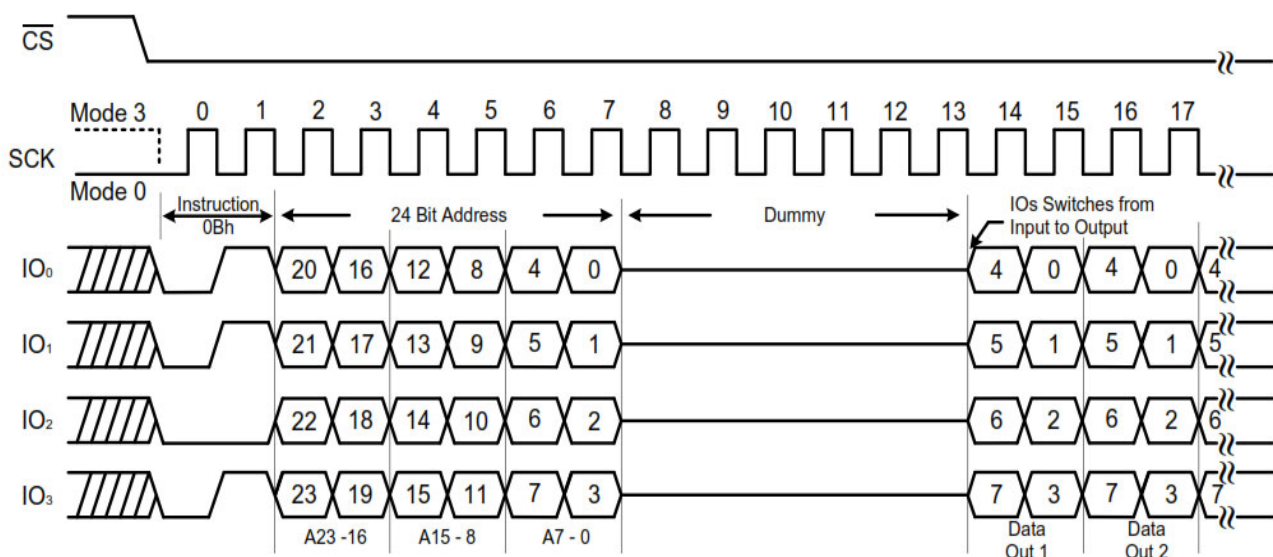 CS
Mode 3 0 1 2 3 4 5 6 7 8 9 10 11 12 13 14 15 16 17
SCK
Mode 0
Instruction 0Bh
24 Bit Address
Dummy
IOs Switches from
Input to Output
IO0 20 16 12 8 4 0 4 0 4 0 4
IO1 21 17 13 9 5 1 5 1 5 1 5
IO2 22 18 14 10 6 2 6 2 6 2 6
IO3 23 19 15 11 7 3 7 3 7 3 7
A23 -16 A15 - 8 A7 - 0
Data
Out 1
Data
Out 2